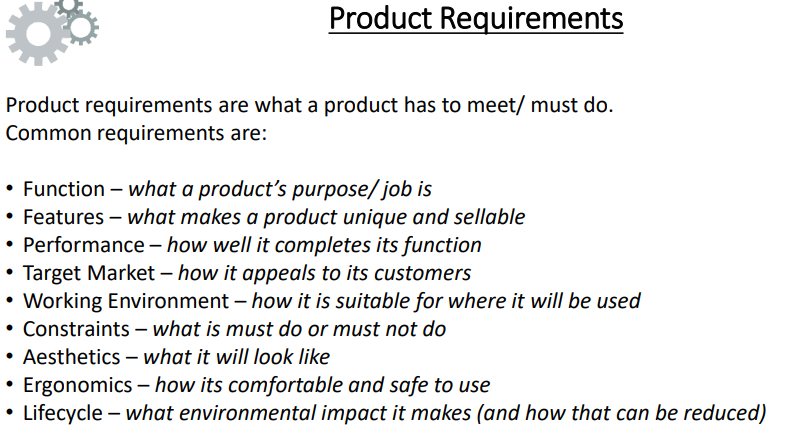 Product Requirements
Product requirements are what a product has to meet/ must do.
Common requirements are:
• Function – what a product's purpose/ job is
• Features – what makes a product unique and sellable
• Performance – how well it completes its function
• Target Market – how it appeals to its customers
• Working Environment – how it is suitable for where it will be used
• Constraints – what is must do or must not do
• Aesthetics – what it will look like
• Ergonomics – how its comfortable and safe to use
• Lifecycle – what environmental impact it makes (and how that can be reduced)